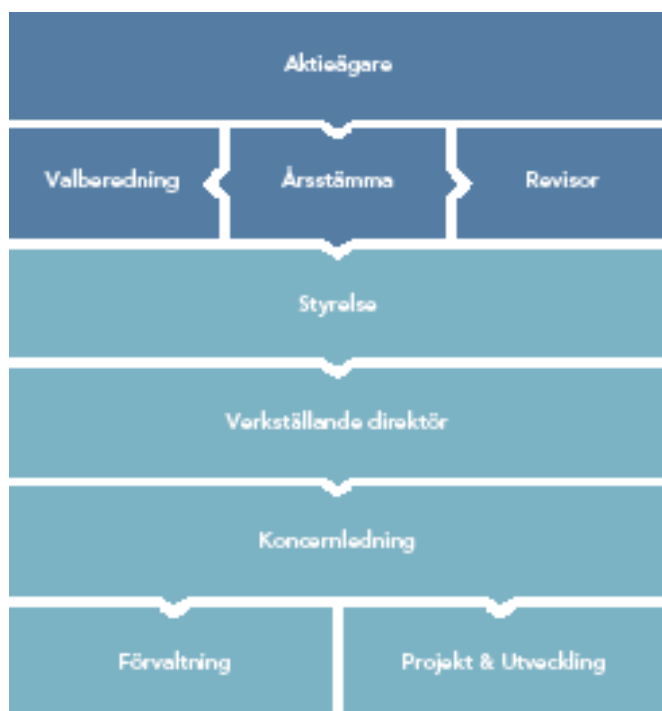 Aktieägare
Valberedning
Årsstämma
Revisor
Styrelse
Verkställande direktör
Koncernledning
Förvaltning
Projekt & Utveckling